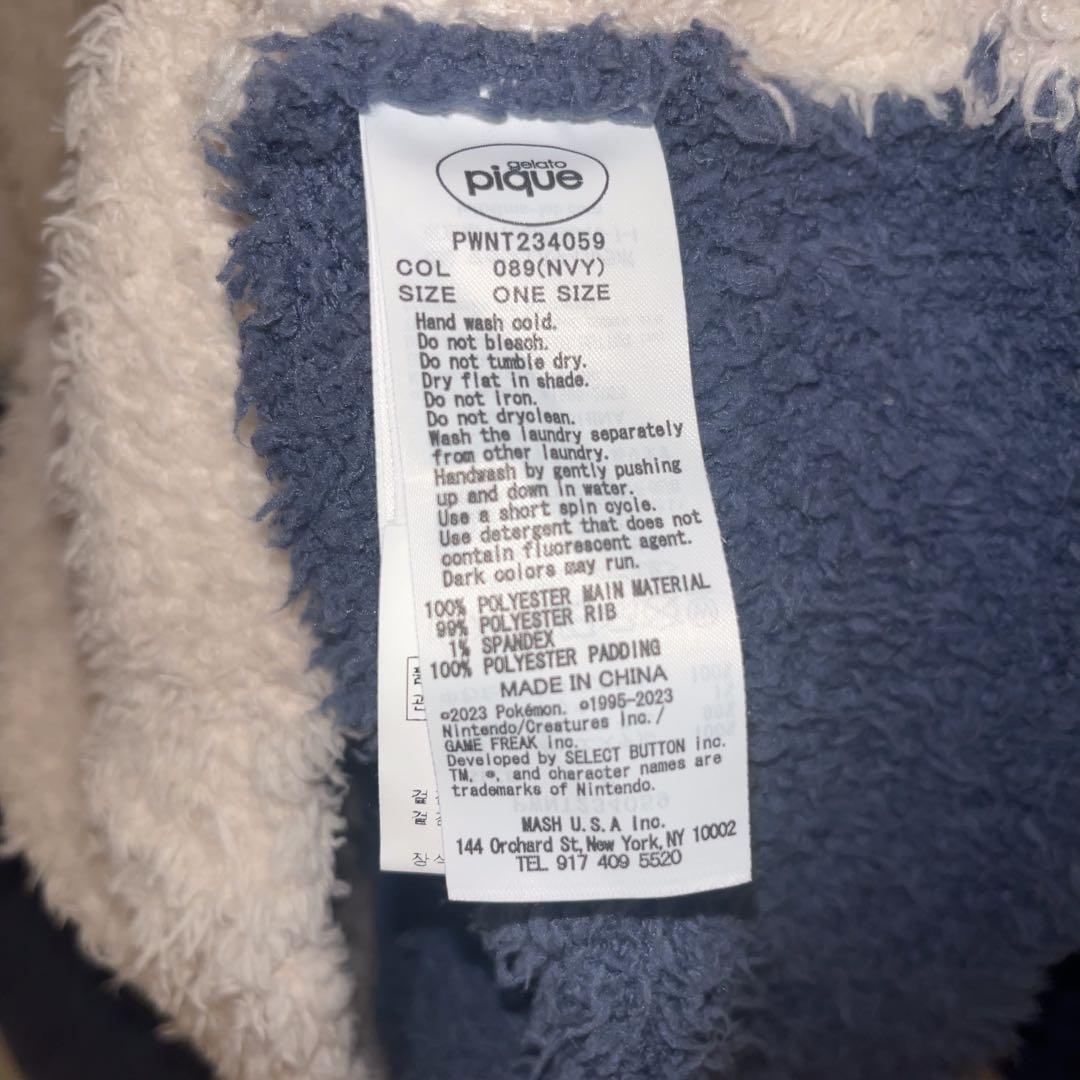 gelato
pique
PWNT234059
COL 089(NVY)
SIZE ONE SIZE
Hand wash cold.
Do not bleach.
Do not tumble dry.
Dry flat in shade.
Do not iron.
Do not dryclean.
Wash the laundry separately
from other laundry.
Handwash by gently pushing
up and down in water.
Use a short spin cycle.
Use detergent that does not
contain fluorescent agent.
Dark colors may run.
100% POLYESTER MAIN MATERIAL
99% POLYESTER RIB
1% SPANDEX
100% POLYESTER PADDING
MADE IN CHINA
©2023 Pokémon. ©1995-2023
Nintendo/Creatures Inc./
GAME FREAK inc.
Developed by SELECT BUTTON inc.
TM, ®, and character names are
trademarks of Nintendo.
MASH U.S.A Inc.
144 Orchard St, New York, NY 10002
TEL 917 409 5520